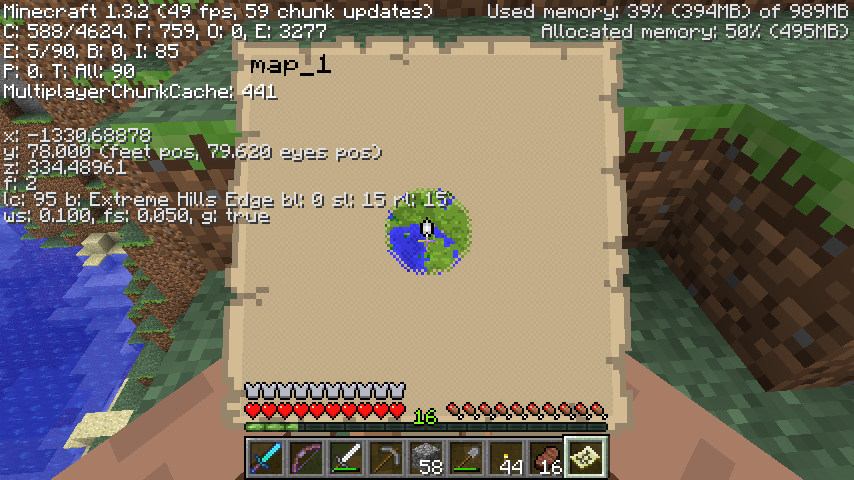 Minecraft 1.3.2 (49 fps, 59 chunk updates)
Used memory: 39% (394MB) of 989MB
C: 588/4624, F: 759, O: 0, E: 3277
Allocated memory: 50% (495MB)
E: 5/90, B: 0, I: 85
P: 0, T: All: 90
MultiplayerChunkCache: 441
map_1
x: -1330.68878
y: 78.000 (feet pos, 79.620 eyes pos)
z: 334.48961
f: 2
lc: 95 b: Extreme Hills Edge bl: 0 sl: 15 rl: 15
ws: 0.100, fs: 0.050, g: true
16
58
44
16